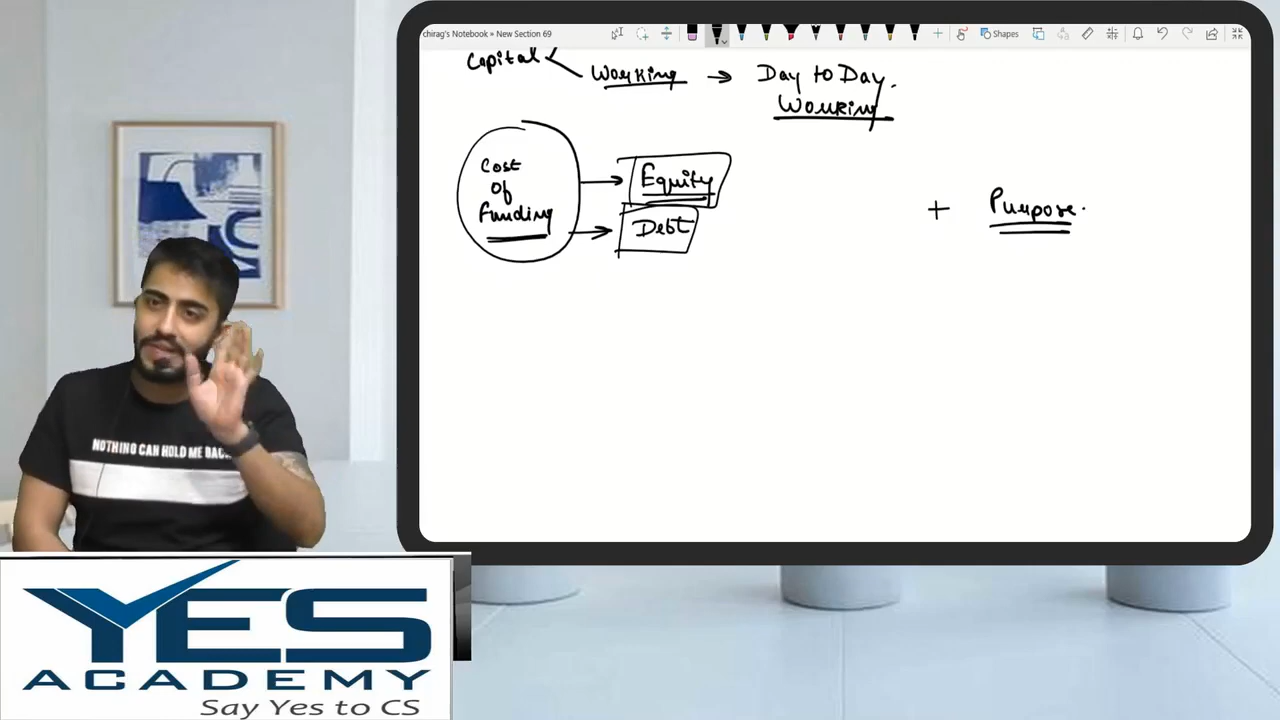 chirag's Notebook » New Section 69
Shapes
Capital
Working → Day to Day.
Working
Cost
Of
Funding
Equity
Debt
+ Purpose.
NOTHING CAN HOLD ME BACK
YES
ACADEMY
Say Yes to CS